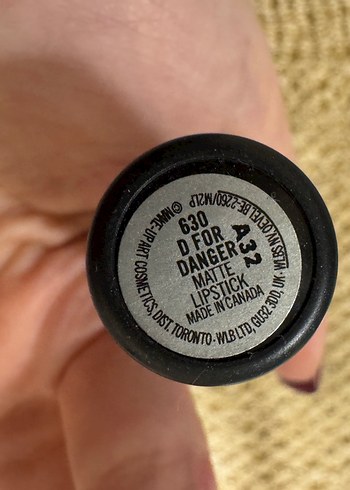 630
D FOR
DANGER
MATTE
LIPSTICK
MADE IN CANADA
A32
© MAKE-UP ART COSMETICS, DIST. TORONTO · WLB LTD, GU32 3DD, UK ·